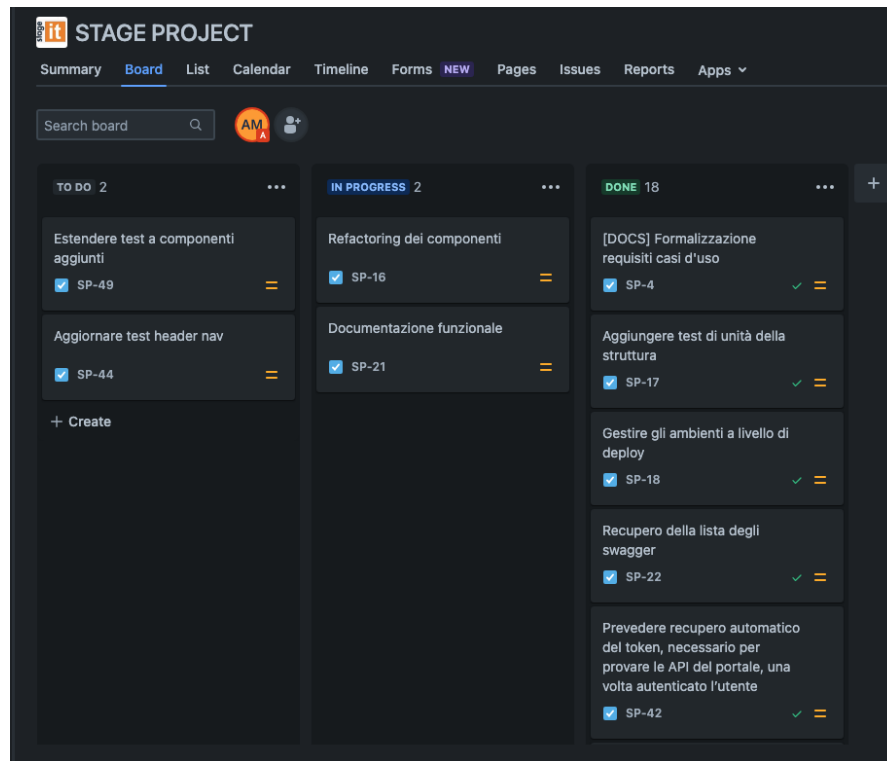 stage it STAGE PROJECT
Summary Board List Calendar Timeline Forms NEW Pages Issues Reports Apps
Search board AM
TO DO 2
Estendere test a componenti
aggiunti
SP-49
Aggiornare test header nav
SP-44
+ Create
IN PROGRESS 2
Refactoring dei componenti
SP-16
Documentazione funzionale
SP-21
DONE 18
[DOCS] Formalizzazione
requisiti casi d'uso
SP-4
Aggiungere test di unità della
struttura
SP-17
Gestire gli ambienti a livello di
deploy
SP-18
Recupero della lista degli
swagger
SP-22
Prevedere recupero automatico
del token, necessario per
provare le API del portale, una
volta autenticato l'utente
SP-42